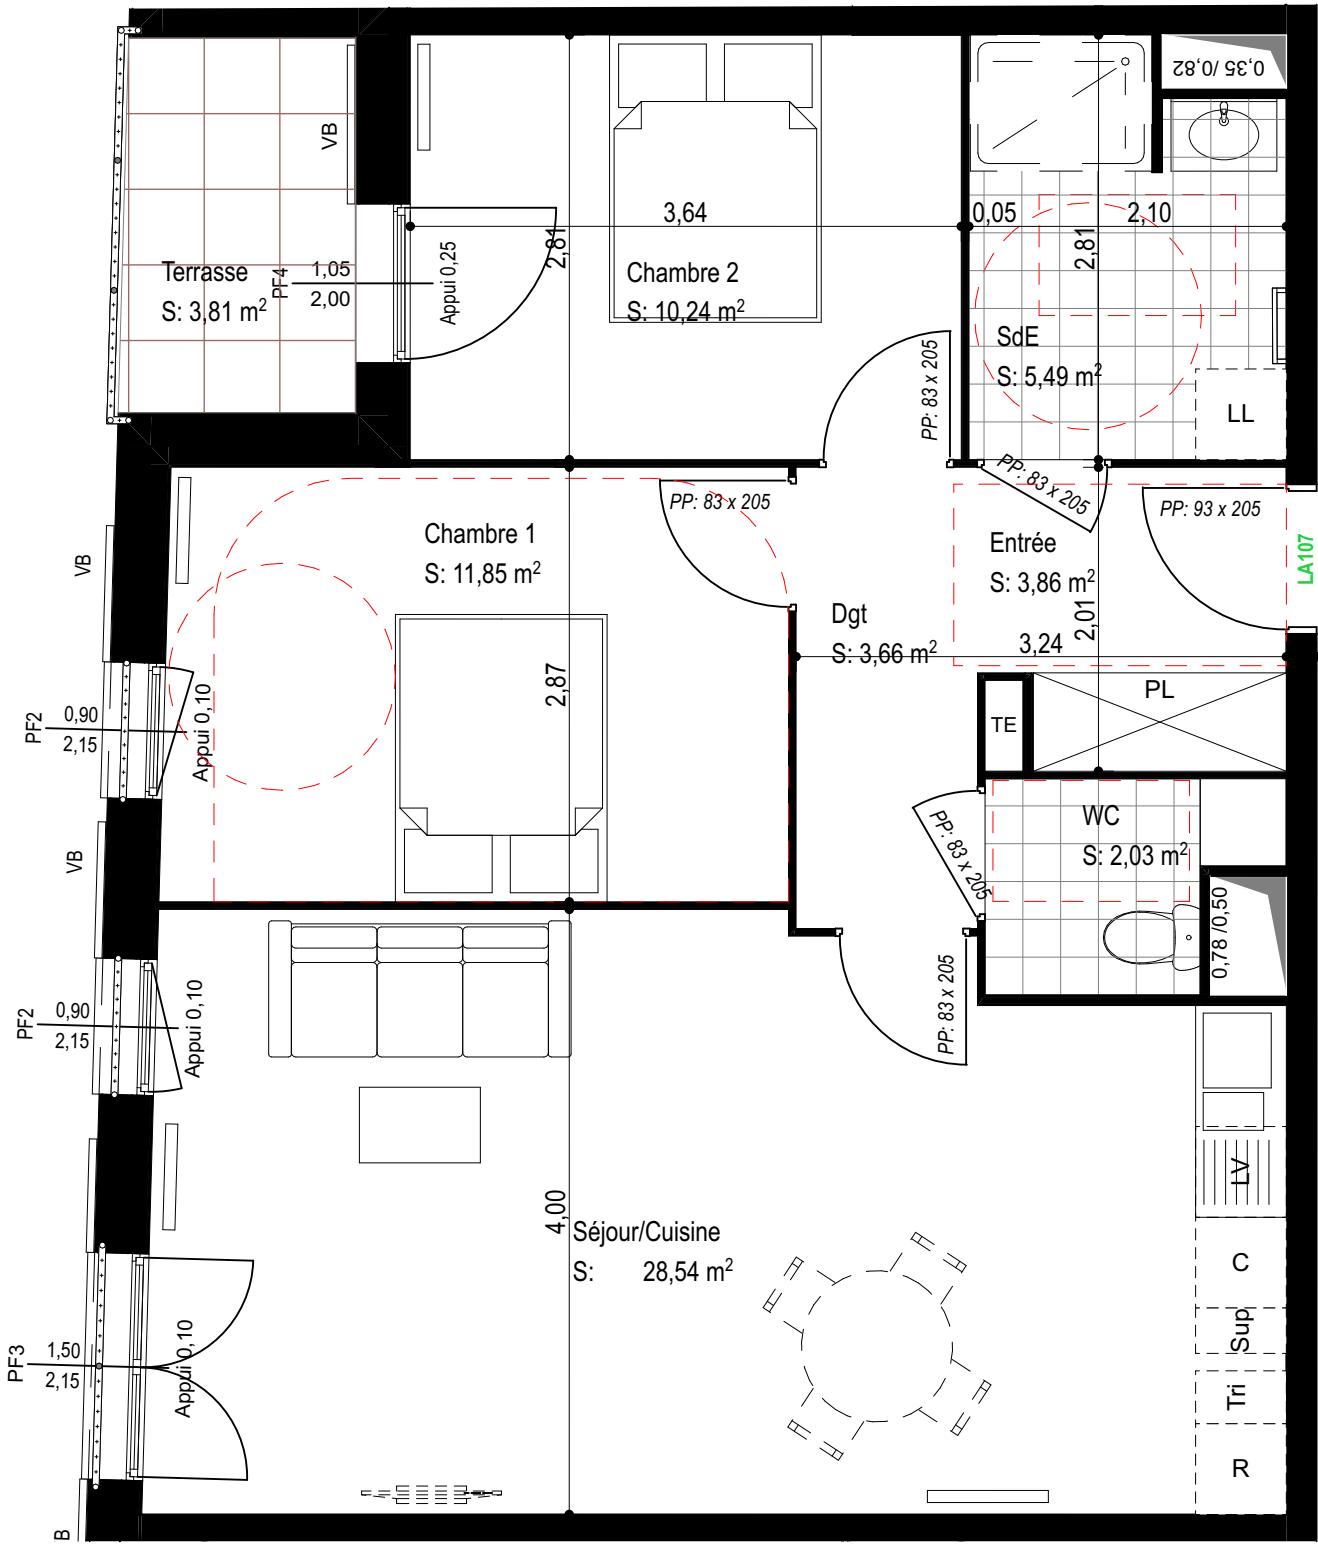 0,35 /0,82
VB
3,64
0,05
2,10
2,81
2,81
Terrasse
S: 3,81 m²
PF4
1,05
2,00
Appui 0,25
Chambre 2
S: 10,24 m²
SdE
S: 5,49 m²
PP: 83 x 205
LL
PP: 83 x 205
PP: 83 x 205
PP: 93 x 205
LA107
Chambre 1
S: 11,85 m²
Entrée
S: 3,86 m²
VB
Dgt
S: 3,66 m²
2,01
3,24
2,87
PL
TE
PF2
0,90
2,15
Appui 0,10
WC
S: 2,03 m²
PP: 83 x 205
VB
0,78 /0,50
PP: 83 x 205
PF2
0,90
2,15
Appui 0,10
LV
4,00
Séjour/Cuisine
S: 28,54 m²
C
Sup
PF3
1,50
2,15
Appui 0,10
Tri
R
B